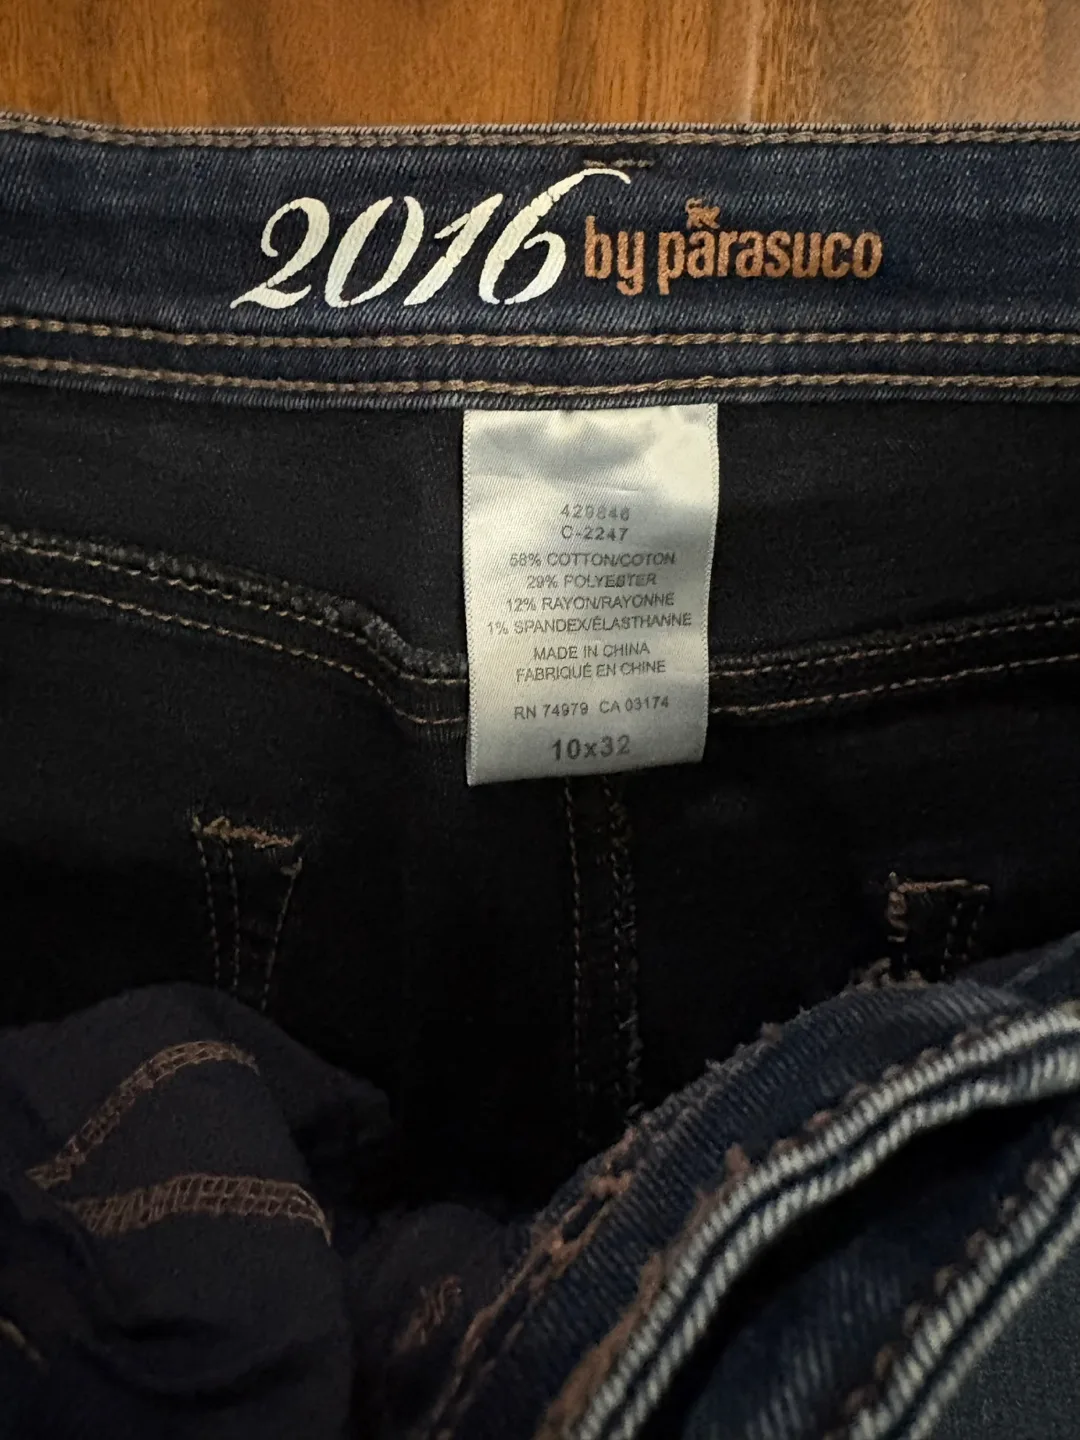 2016 by parasuco
429846
C-2247
58% COTTON/COTON
29% POLYESTER
12% RAYON/RAYONNE
1% SPANDEX/ÉLASTHANNE
MADE IN CHINA
FABRIQUÉ EN CHINE
RN 74979 CA 03174
10x32